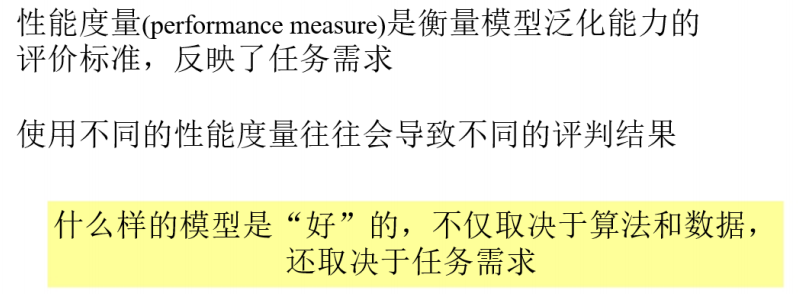 性能度量(performance measure)是衡量模型泛化能力的
评价标准，反映了任务需求
使用不同的性能度量往往会导致不同的评判结果
什么样的模型是“好”的，不仅取决于算法和数据，
还取决于任务需求